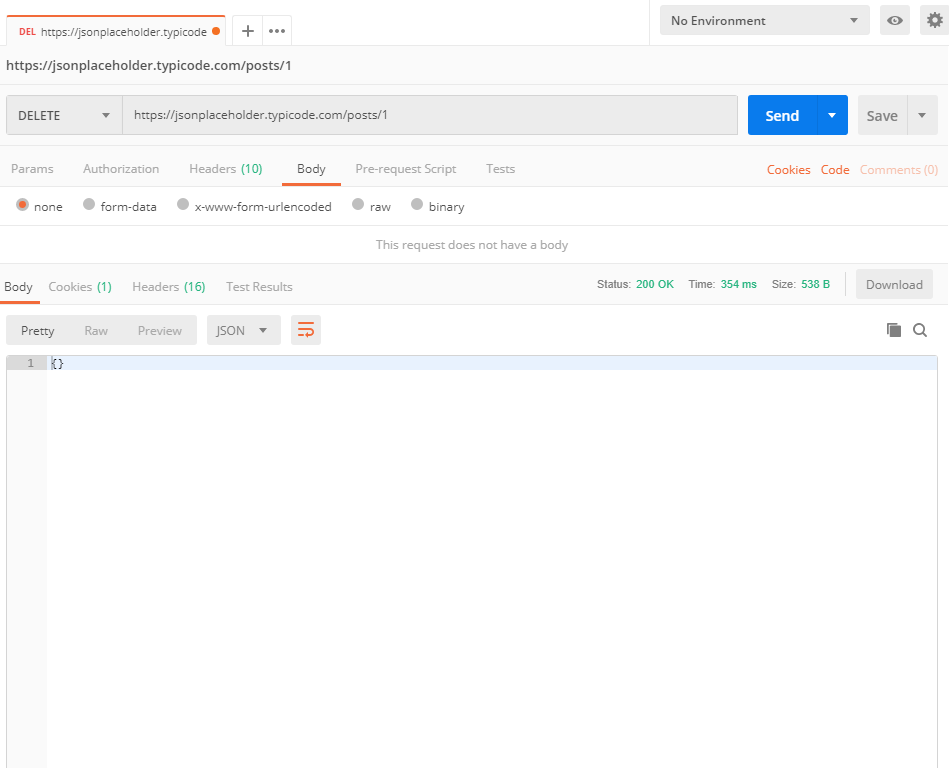 DEL https://jsonplaceholder.typicode
No Environment
https://jsonplaceholder.typicode.com/posts/1
DELETE https://jsonplaceholder.typicode.com/posts/1 Send Save
Params Authorization Headers (10) Body Pre-request Script Tests Cookies Code Comments (0)
none form-data x-www-form-urlencoded raw binary
This request does not have a body
Body Cookies (1) Headers (16) Test Results Status: 200 OK Time: 354 ms Size: 538 B Download
Pretty Raw Preview JSON
1 {}